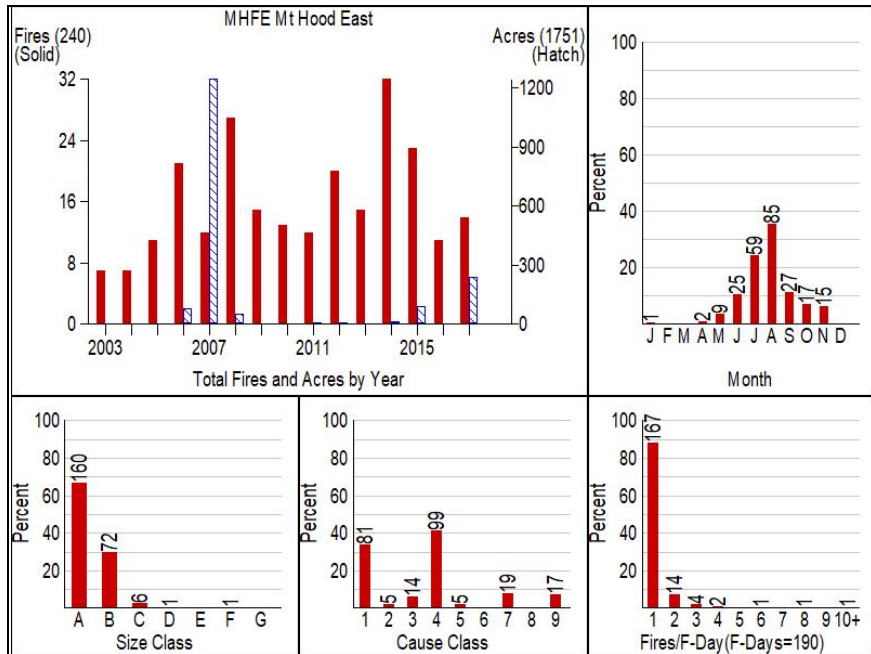 MHFE Mt Hood East
Fires (240)
(Solid)
Acres (1751)
(Hatch)
32
24
16
8
0
1200
900
600
300
0
2003 2007 2011 2015
Total Fires and Acres by Year
Percent
100
80
60
40
20
1 2 9 25 59 85 27 17 15
J F M A M J J A S O N D
Month
Percent
100
80
60
40
20
160 72 6 1 1
A B C D E F G
Size Class
Percent
100
80
60
40
20
81 5 14 99 5 19 17
1 2 3 4 5 6 7 8 9
Cause Class
Percent
100
80
60
40
20
167 14 4 2 1 1 1
1 2 3 4 5 6 7 8 9 10+
Fires/F-Day(F-Days=190)